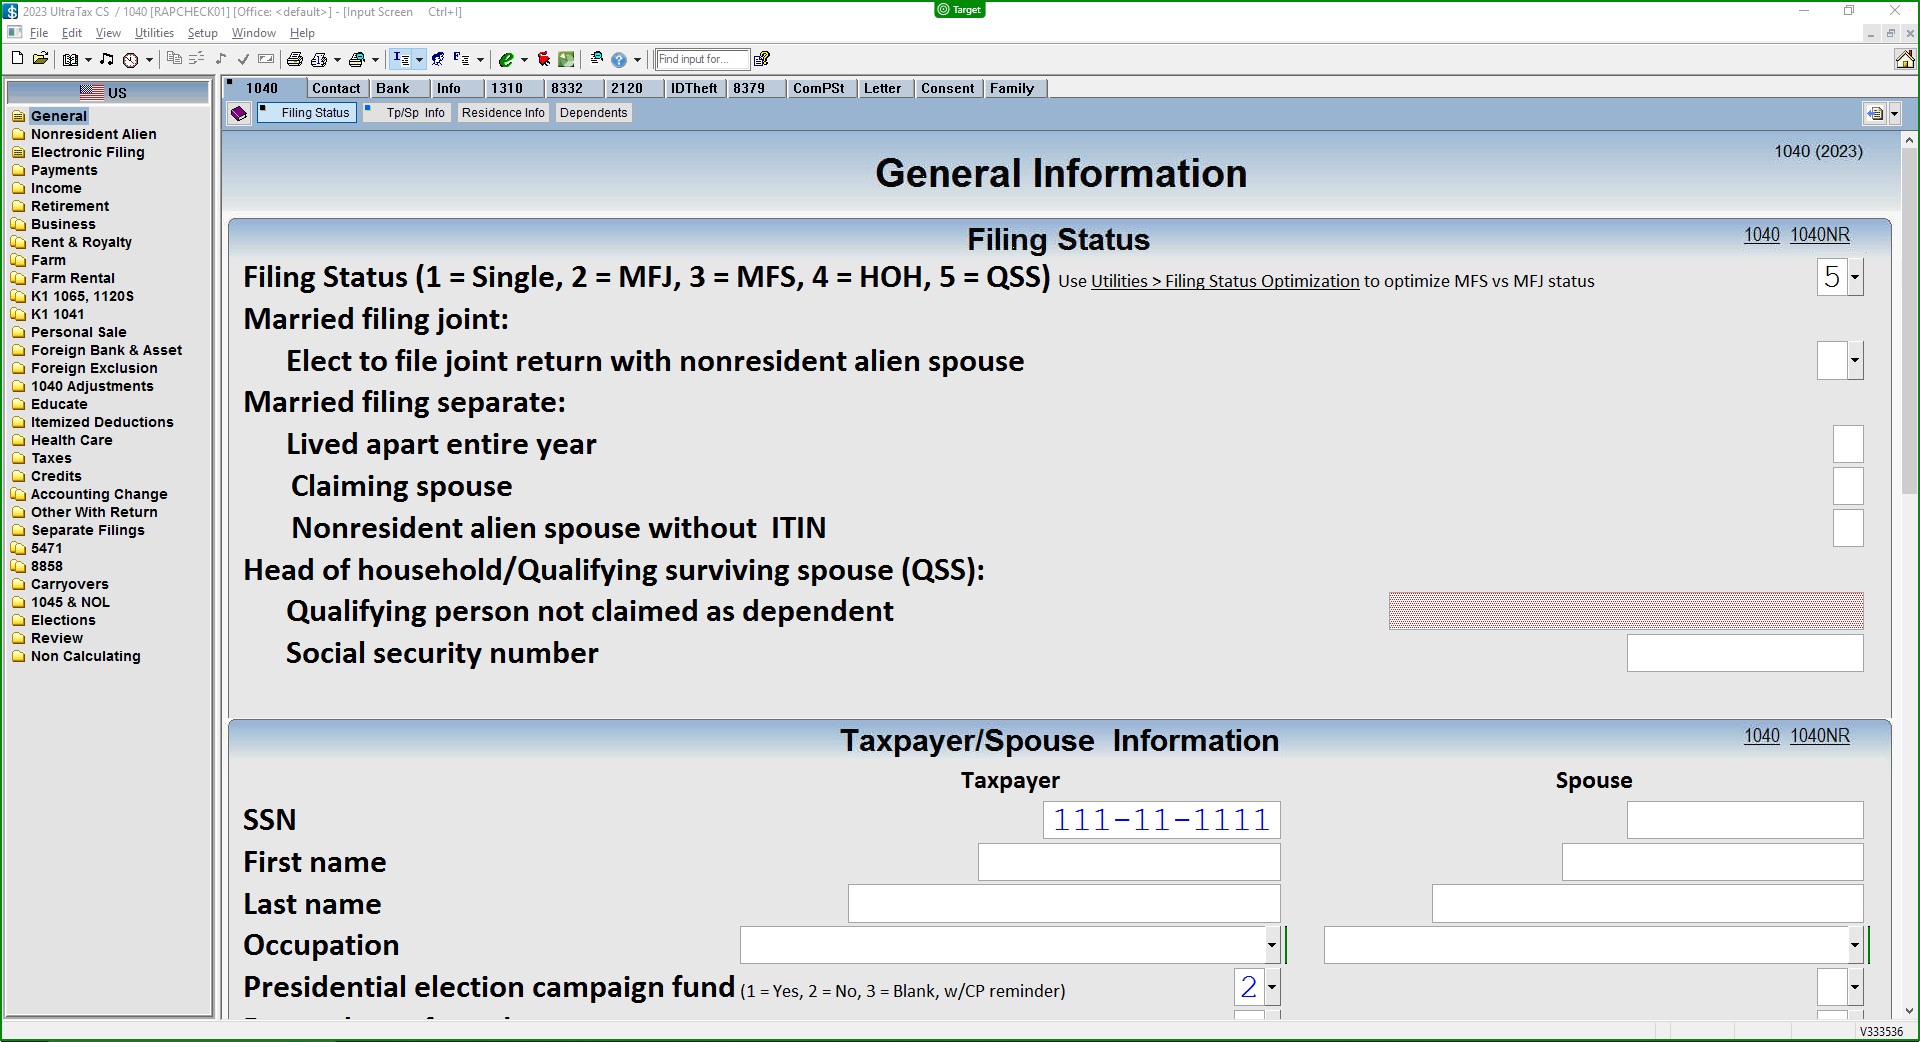 2023 UltraTax CS / 1040 [RAPCHECK01] [Office: <default>] - [Input Screen Ctrl+I]
Target
File Edit View Utilities Setup Window Help
Find input for...
US
General
Nonresident Alien
Electronic Filing
Payments
Income
Retirement
Business
Rent & Royalty
Farm
Farm Rental
K1 1065, 1120S
K1 1041
Personal Sale
Foreign Bank & Asset
Foreign Exclusion
1040 Adjustments
Educate
Itemized Deductions
Health Care
Taxes
Credits
Accounting Change
Other With Return
Separate Filings
5471
8858
Carryovers
1045 & NOL
Elections
Review
Non Calculating
1040 Contact Bank Info 1310 8332 2120 IDTheft 8379 ComPSt Letter Consent Family
Filing Status Tp/Sp Info Residence Info Dependents
1040 (2023)
General Information
Filing Status 1040 1040NR
Filing Status (1 = Single, 2 = MFJ, 3 = MFS, 4 = HOH, 5 = QSS) Use Utilities > Filing Status Optimization to optimize MFS vs MFJ status 5
Married filing joint:
Elect to file joint return with nonresident alien spouse
Married filing separate:
Lived apart entire year
Claiming spouse
Nonresident alien spouse without ITIN
Head of household/Qualifying surviving spouse (QSS):
Qualifying person not claimed as dependent
Social security number
Taxpayer/Spouse Information 1040 1040NR
Taxpayer Spouse
SSN 111-11-1111
First name
Last name
Occupation
Presidential election campaign fund (1 = Yes, 2 = No, 3 = Blank, w/CP reminder) 2
V333536